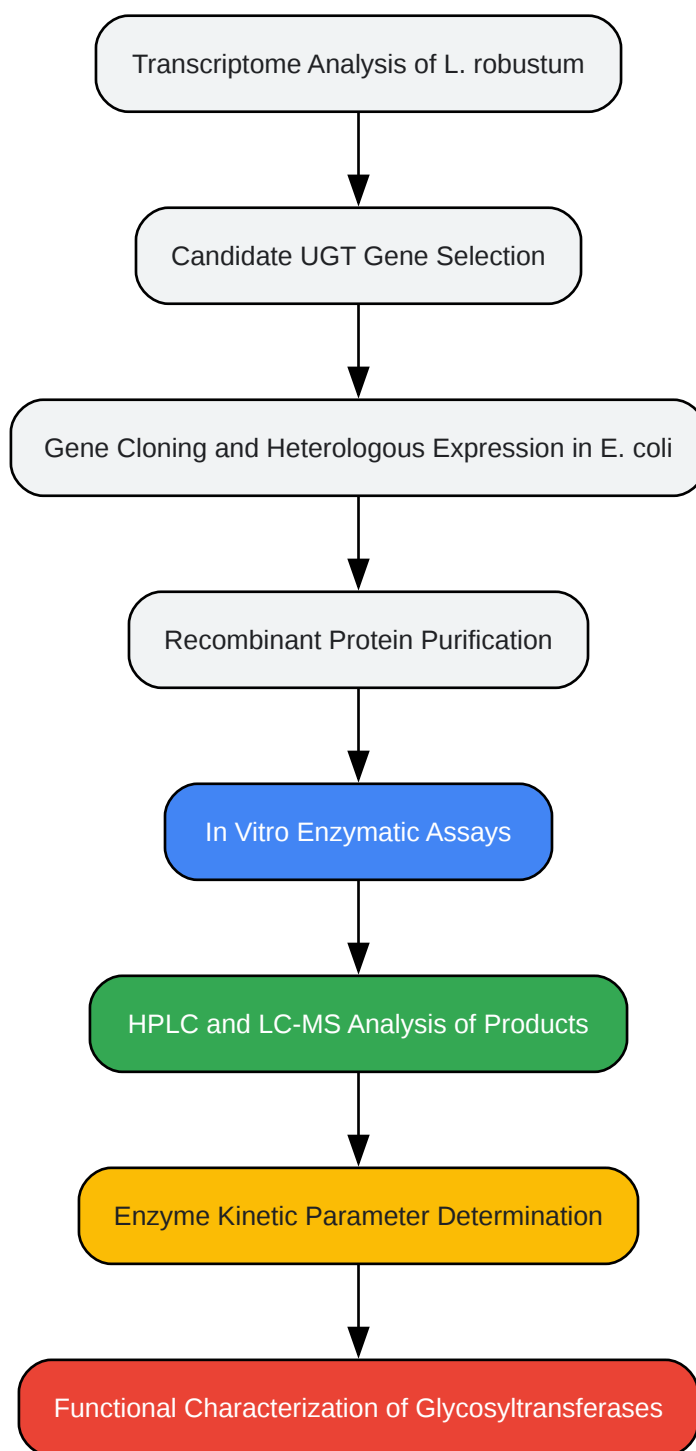 Transcriptome Analysis of L. robustum
Candidate UGT Gene Selection
Gene Cloning and Heterologous Expression in E. coli
Recombinant Protein Purification
In Vitro Enzymatic Assays
HPLC and LC-MS Analysis of Products
Enzyme Kinetic Parameter Determination
Functional Characterization of Glycosyltransferases